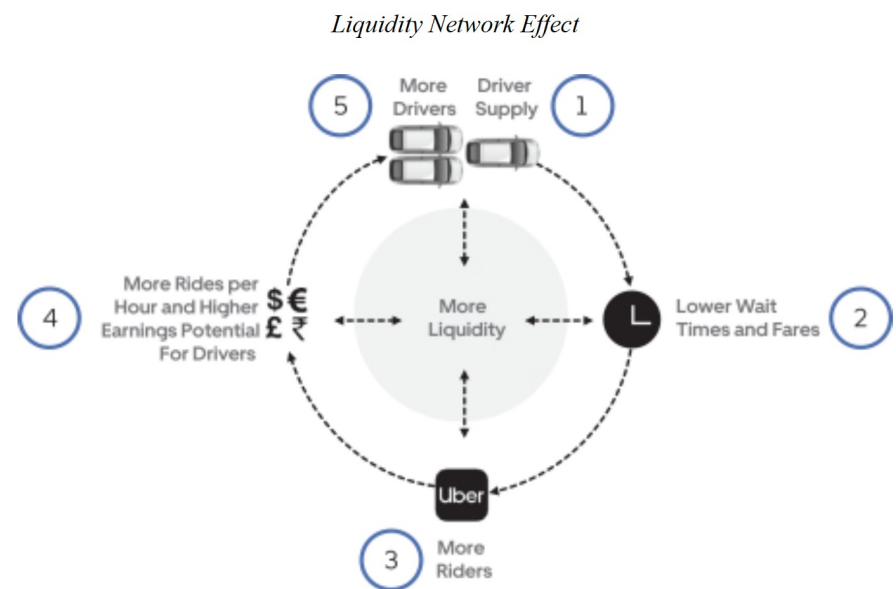 Liquidity Network Effect
5
More
Drivers
Driver
Supply
1
4
More Rides per
Hour and Higher
Earnings Potential
For Drivers
$ €
£ ₹
More
Liquidity
Lower Wait
Times and Fares
2
Uber
3
More
Riders